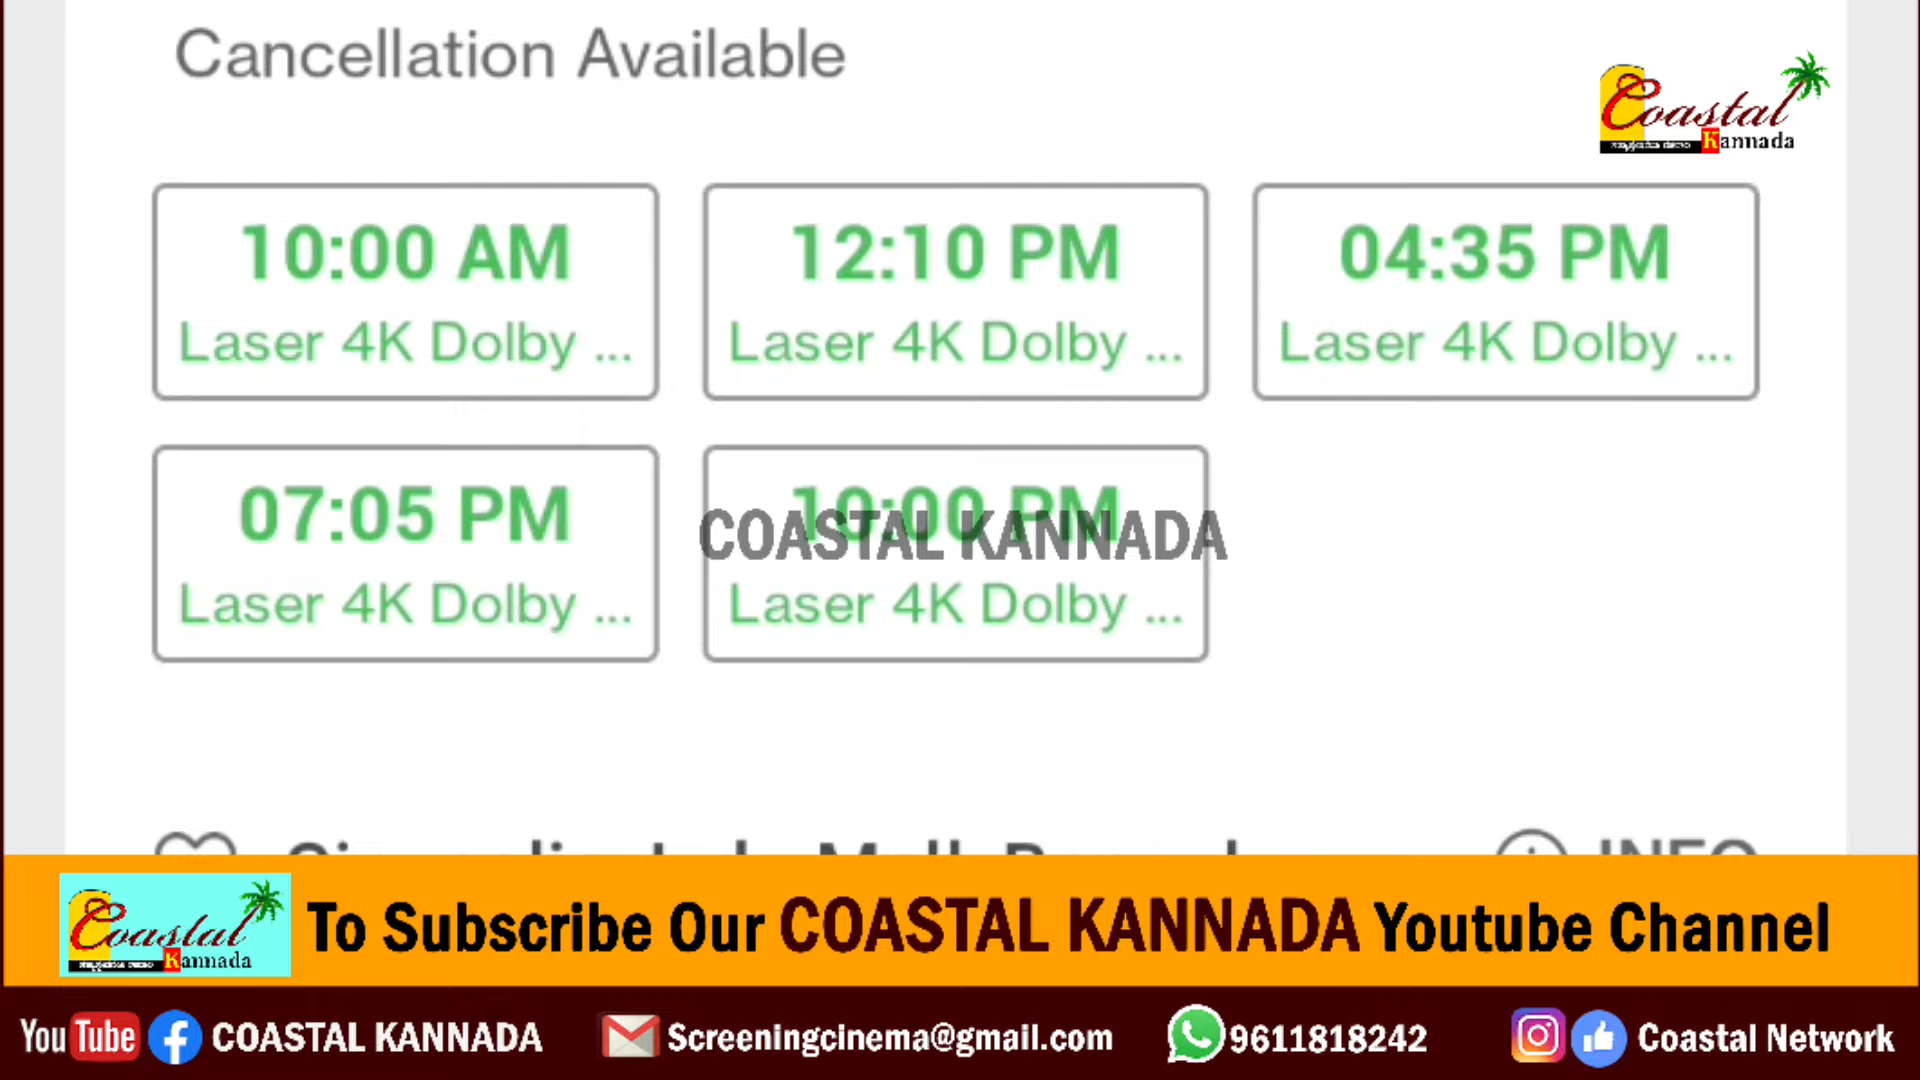 Cancellation Available
Coastal
Kannada
10:00 AM
Laser 4K Dolby ...
12:10 PM
Laser 4K Dolby ...
04:35 PM
Laser 4K Dolby ...
07:05 PM
Laser 4K Dolby ...
10:00 PM
Laser 4K Dolby ...
COASTAL KANNADA
INFO
Coastal
Kannada
To Subscribe Our COASTAL KANNADA Youtube Channel
YouTube f COASTAL KANNADA Screeningcinema@gmail.com 9611818242 Coastal Network